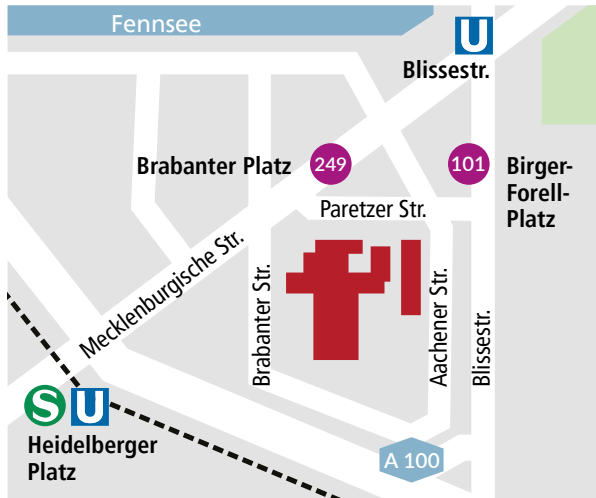 Fennsee
U
Blissestr.
Brabanter Platz
249
101
Birger-
Forell-
Platz
Paretzer Str.
Mecklenburgische Str.
Brabanter Str.
Aachener Str.
Blissestr.
S
U
Heidelberger
Platz
A 100